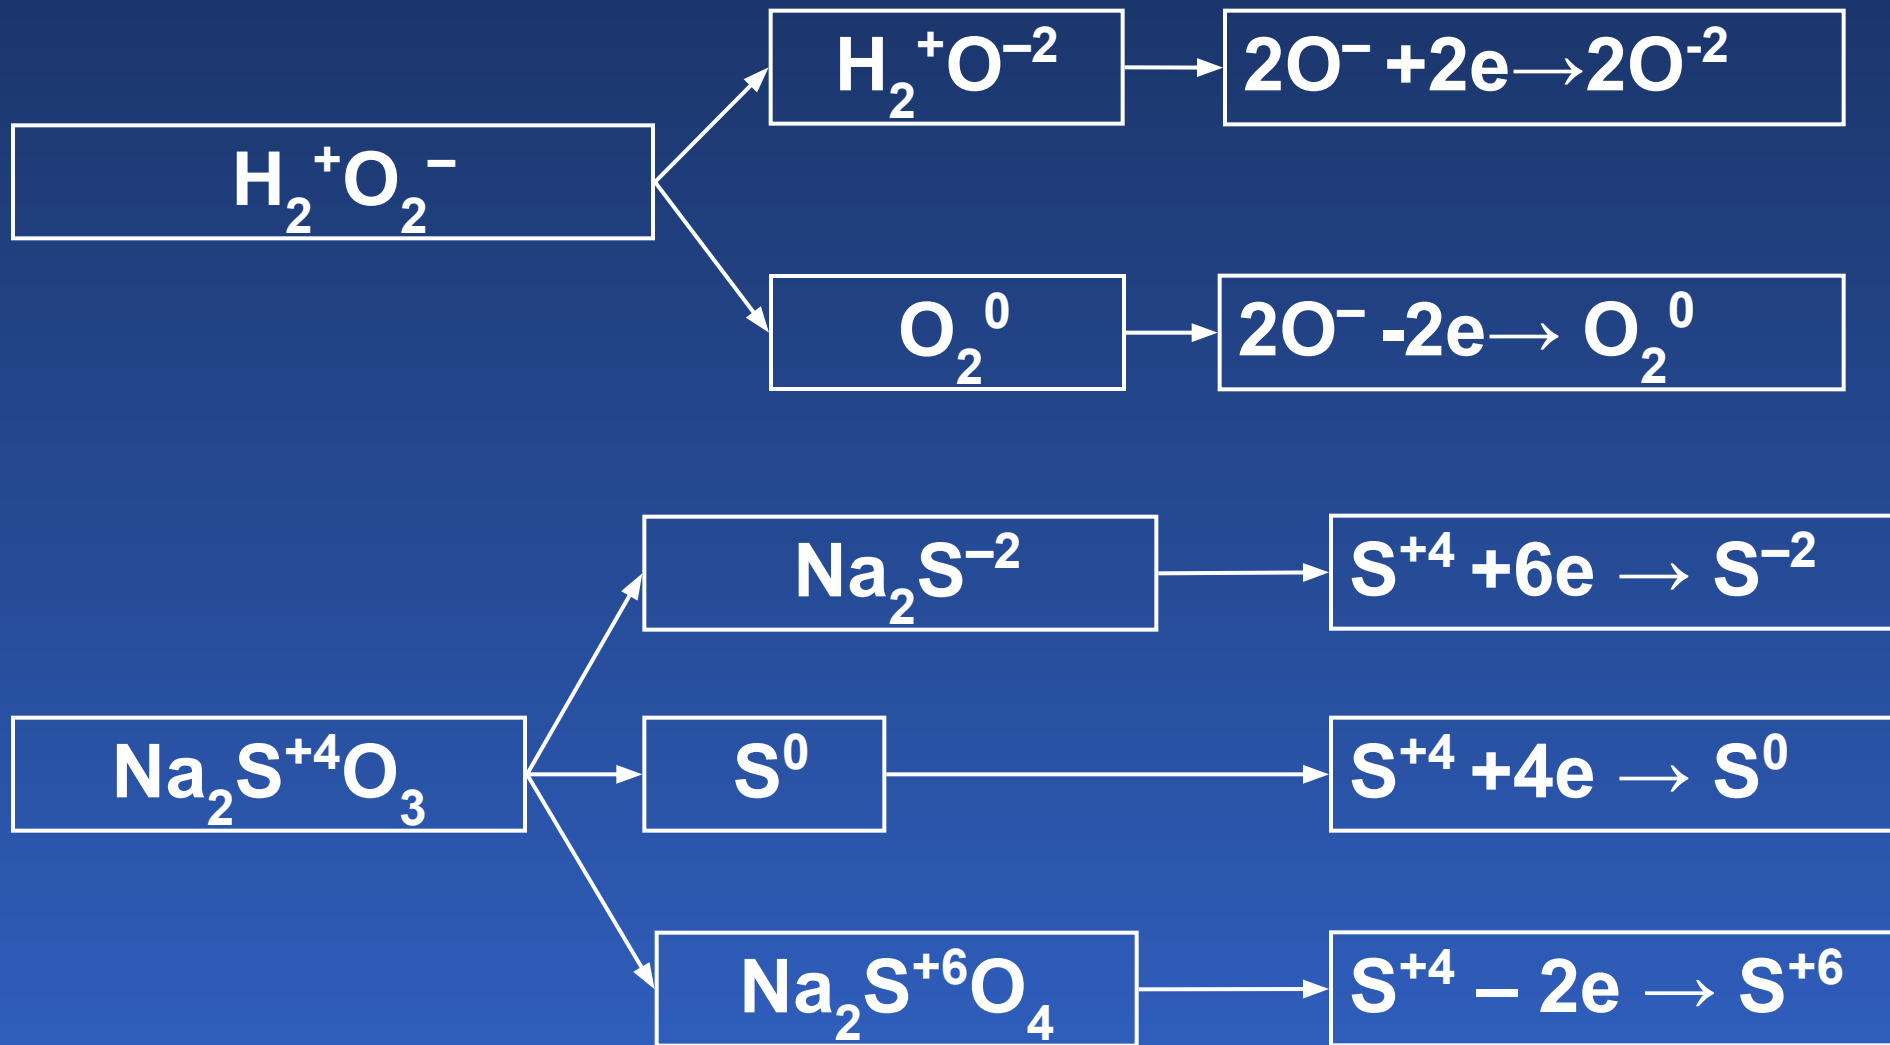 H₂⁺O⁻²
2O⁻ +2e→2O⁻²
H₂⁺O₂⁻
O₂⁰
2O⁻ -2e→ O₂⁰
Na₂S⁻²
S⁺⁴ +6e → S⁻²
Na₂S⁺⁴O₃
S⁰
S⁺⁴ +4e → S⁰
Na₂S⁺⁶O₄
S⁺⁴ – 2e → S⁺⁶